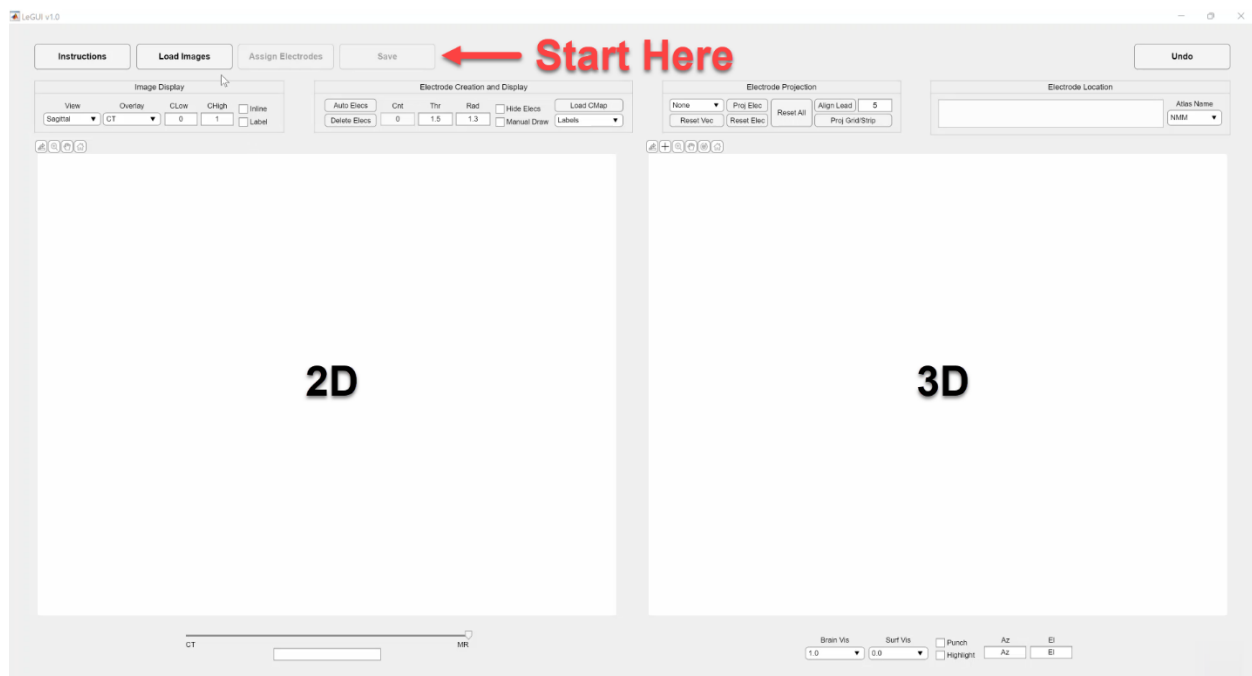 LeGUI v1.0
Instructions Load Images Assign Electrodes Save Start Here Undo
Image Display Electrode Creation and Display Electrode Projection Electrode Location
View Overlay CLow CHigh Inline Auto Elecs Cnt Thr Rad Hide Elecs Load CMap None Proj Elec Reset All Align Lead 5 Atlas Name
Sagittal CT 0 1 Label Delete Elecs 0 1.5 1.3 Manual Draw Labels Reset Vec Reset Elec Proj Grid/Strip NMM
2D 3D
CT MR
Brain Vis Surf Vis Punch Az El
1.0 0.0 Highlight Az El